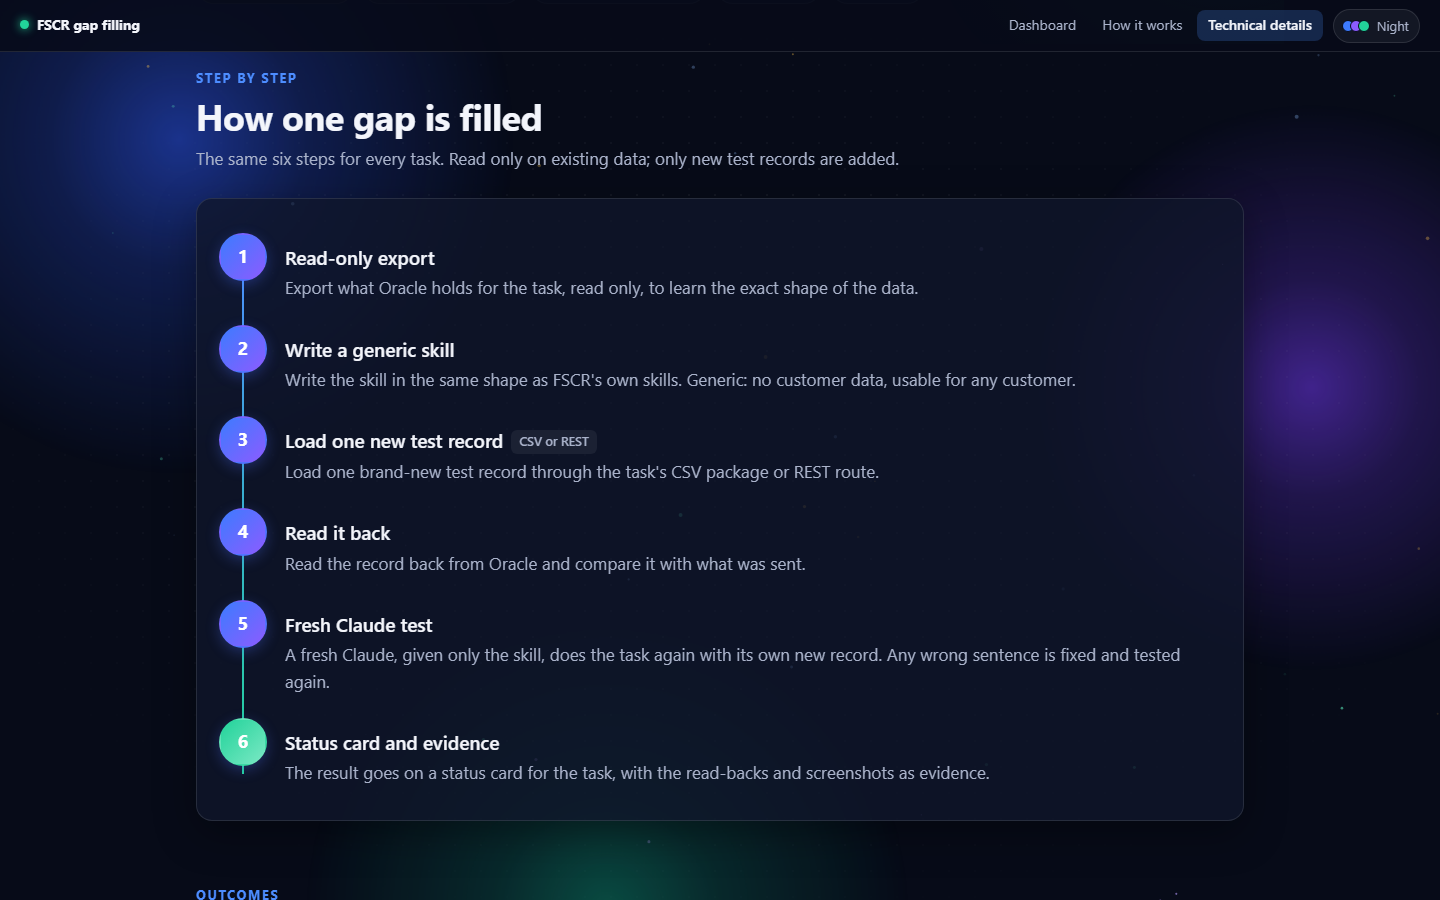 FSCR gap filling
Dashboard
How it works
Technical details
Night
STEP BY STEP
How one gap is filled
The same six steps for every task. Read only on existing data; only new test records are added.
1
Read-only export
Export what Oracle holds for the task, read only, to learn the exact shape of the data.
2
Write a generic skill
Write the skill in the same shape as FSCR's own skills. Generic: no customer data, usable for any customer.
3
Load one new test record CSV or REST
Load one brand-new test record through the task's CSV package or REST route.
4
Read it back
Read the record back from Oracle and compare it with what was sent.
5
Fresh Claude test
A fresh Claude, given only the skill, does the task again with its own new record. Any wrong sentence is fixed and tested
again.
6
Status card and evidence
The result goes on a status card for the task, with the read-backs and screenshots as evidence.
OUTCOMES